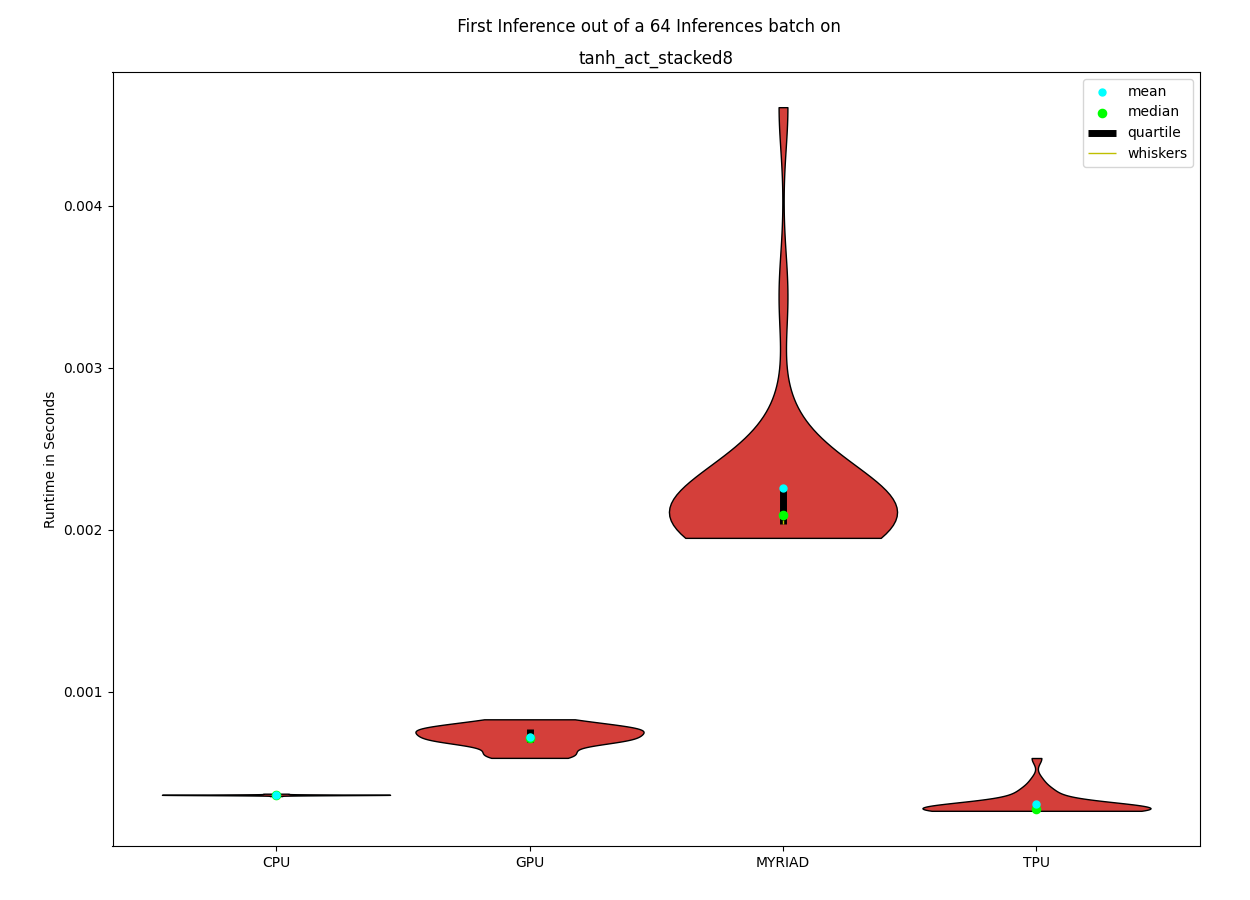 First Inference out of a 64 Inferences batch on
tanh_act_stacked8
mean
median
quartile
whiskers
0.004
0.003
0.002
0.001
Runtime in Seconds
CPU GPU MYRIAD TPU